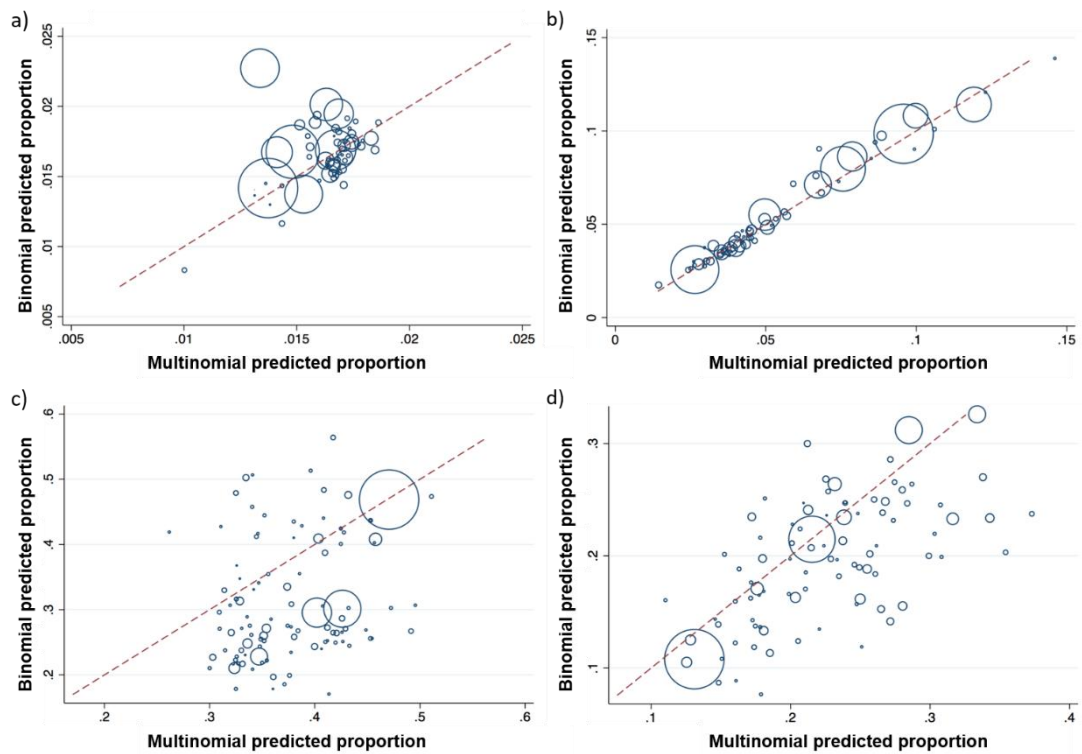 a)
.025
.02
.015
.01
.005
Binomial predicted proportion
.005
.01
.015
.02
.025
Multinomial predicted proportion
b)
.15
.1
.05
0
Binomial predicted proportion
0
.05
.1
.15
Multinomial predicted proportion
c)
.6
.5
.4
.3
.2
Binomial predicted proportion
.2
.3
.4
.5
.6
Multinomial predicted proportion
d)
.3
.2
.1
Binomial predicted proportion
.1
.2
.3
.4
Multinomial predicted proportion